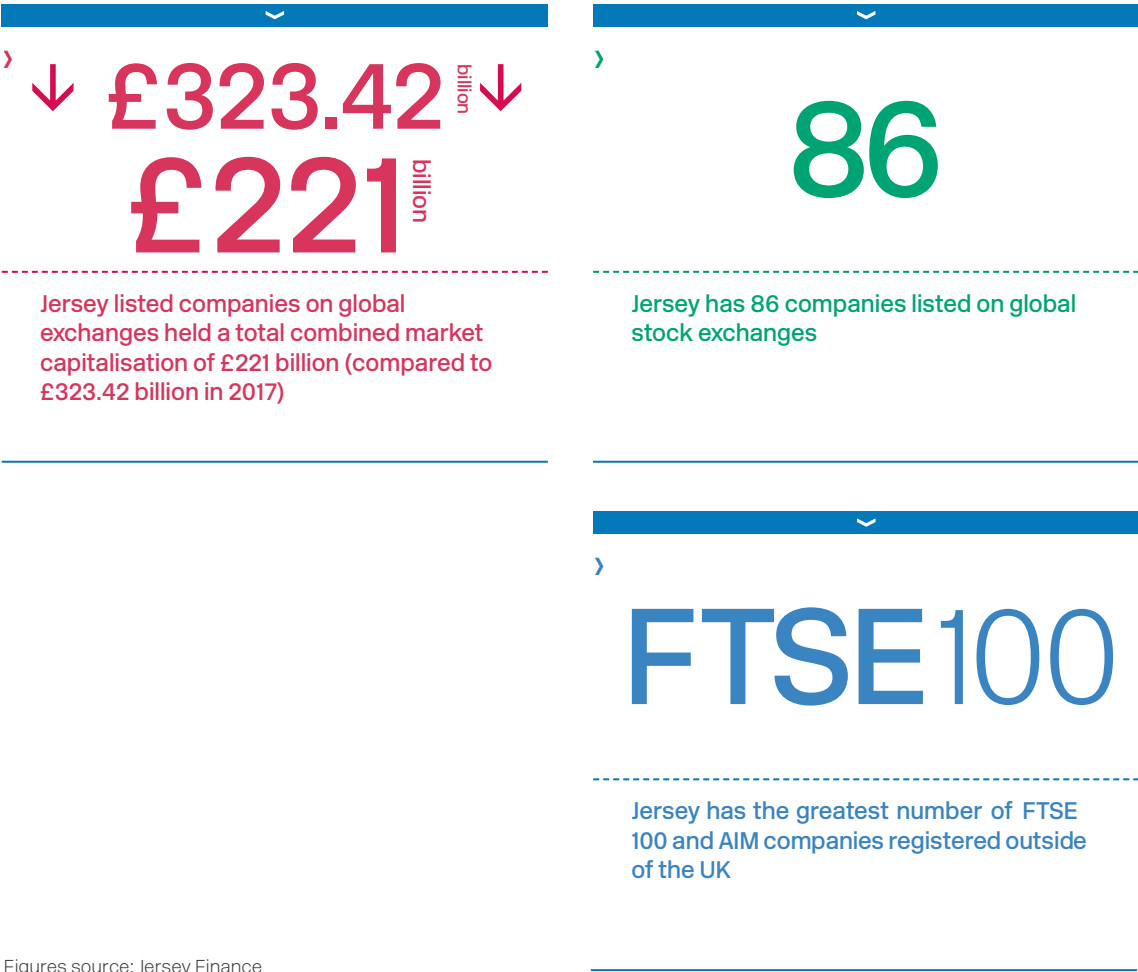 £323.42 billion
£221 billion
Jersey listed companies on global
exchanges held a total combined market
capitalisation of £221 billion (compared to
£323.42 billion in 2017)
86
Jersey has 86 companies listed on global
stock exchanges
FTSE100
Jersey has the greatest number of FTSE
100 and AIM companies registered outside
of the UK
Figures source: Jersey Finance